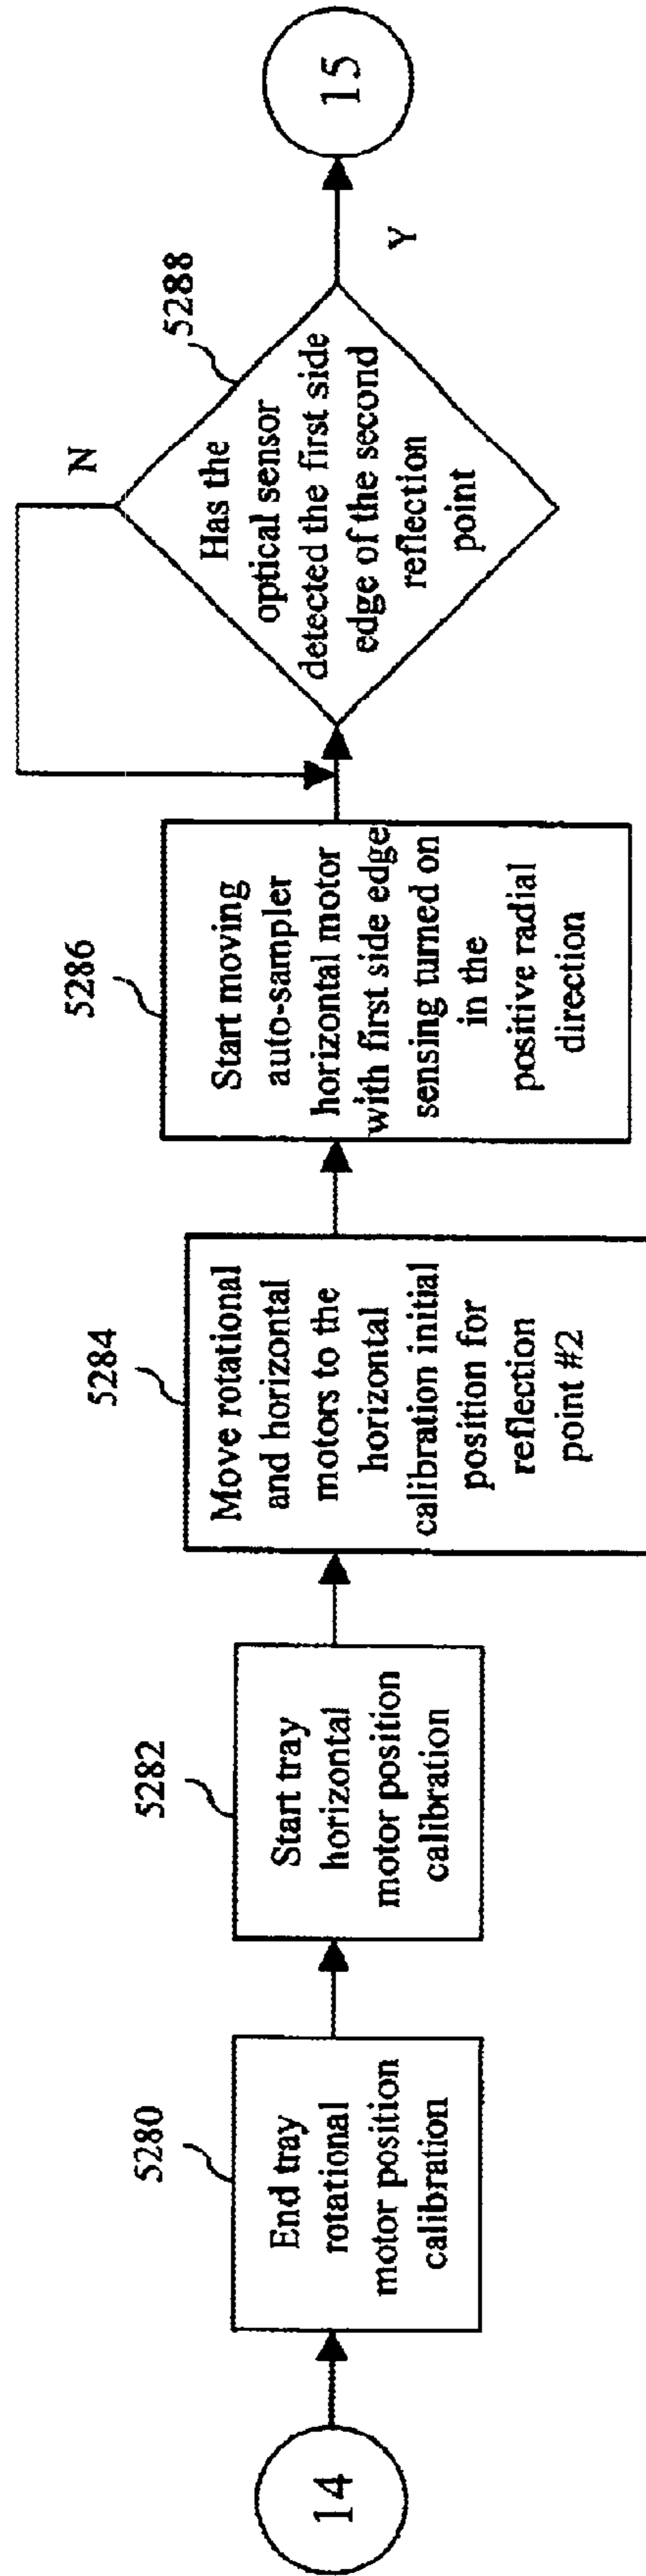 14
5280
End tray
rotational
motor position
calibration
5282
Start tray
horizontal
motor position
calibration
5284
Move rotational
and horizontal
motors to the
horizontal
calibration initial
position for
reflection
point #2
5286
Start moving
auto-sampler
horizontal motor
with first side edge
sensing turned on
in the
positive radial
direction
5288
Has the
optical sensor
detected the first side
edge of the second
reflection
point
N
Y
15